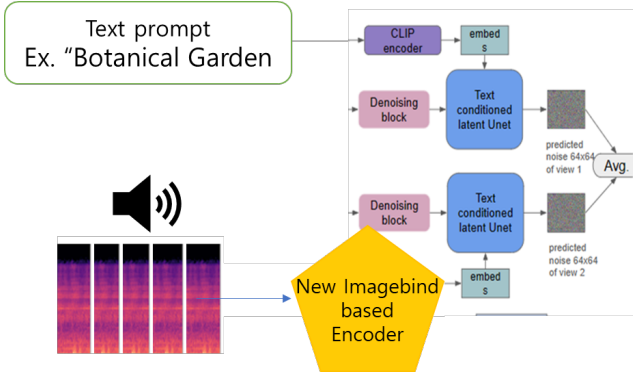 Text prompt
Ex. “Botanical Garden
CLIP
encoder
embed
s
Denoising
block
Text
conditioned
latent Unet
predicted
noise 64x64
of view 1
Avg.
Denoising
block
Text
conditioned
latent Unet
predicted
noise 64x64
of view 2
embed
s
New Imagebind
based
Encoder